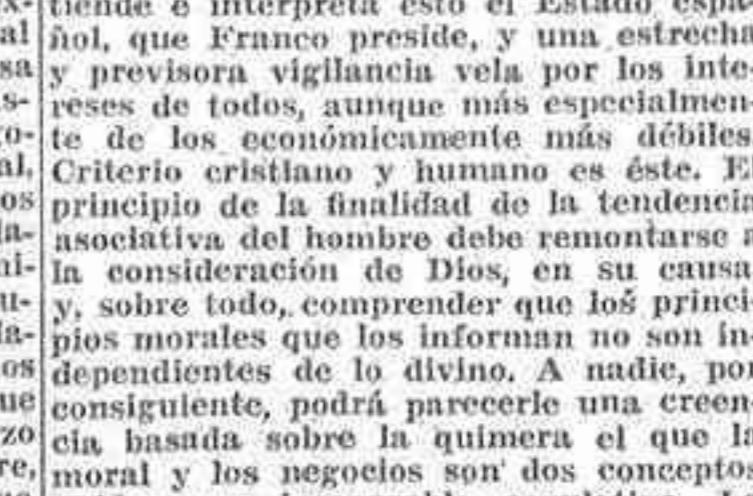 tiende e interpreta esto el Estado espa-
ñol, que Franco preside, y una estrecha
y previsora vigilancia vela por los inte-
reses de todos, aunque más especialmen-
te de los económicamente más débiles.
Criterio cristiano y humano es éste. El
principio de la finalidad de la tendencia
asociativa del hombre debe remontarse a
la consideración de Dios, en su causa
y, sobre todo, comprender que los princi-
pios morales que los informan no son in-
dependientes de lo divino. A nadie, por
consiguiente, podrá parecerle una creen-
cia basada sobre la quimera el que la
moral y los negocios son dos conceptos